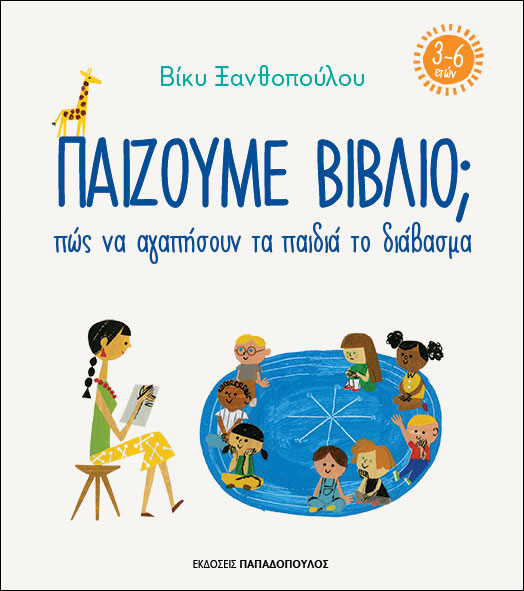 Βίκυ Ξανθοπούλου
3-6
ετών
ΠΑΙΖΟΥΜΕ ΒΙΒΛΙΟ;
πώς να αγαπήσουν τα παιδιά το διάβασμα
ΕΚΔΟΣΕΙΣ ΠΑΠΑΔΟΠΟΥΛΟΣ